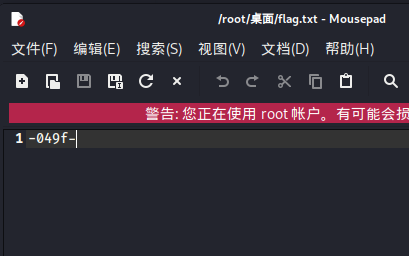 /root/桌面/flag.txt - Mousepad
文件(F) 编辑(E) 搜索(S) 视图(V) 文档(D) 帮助(H)
警告: 您正在使用 root 帐户。有可能会损
1 -049f-